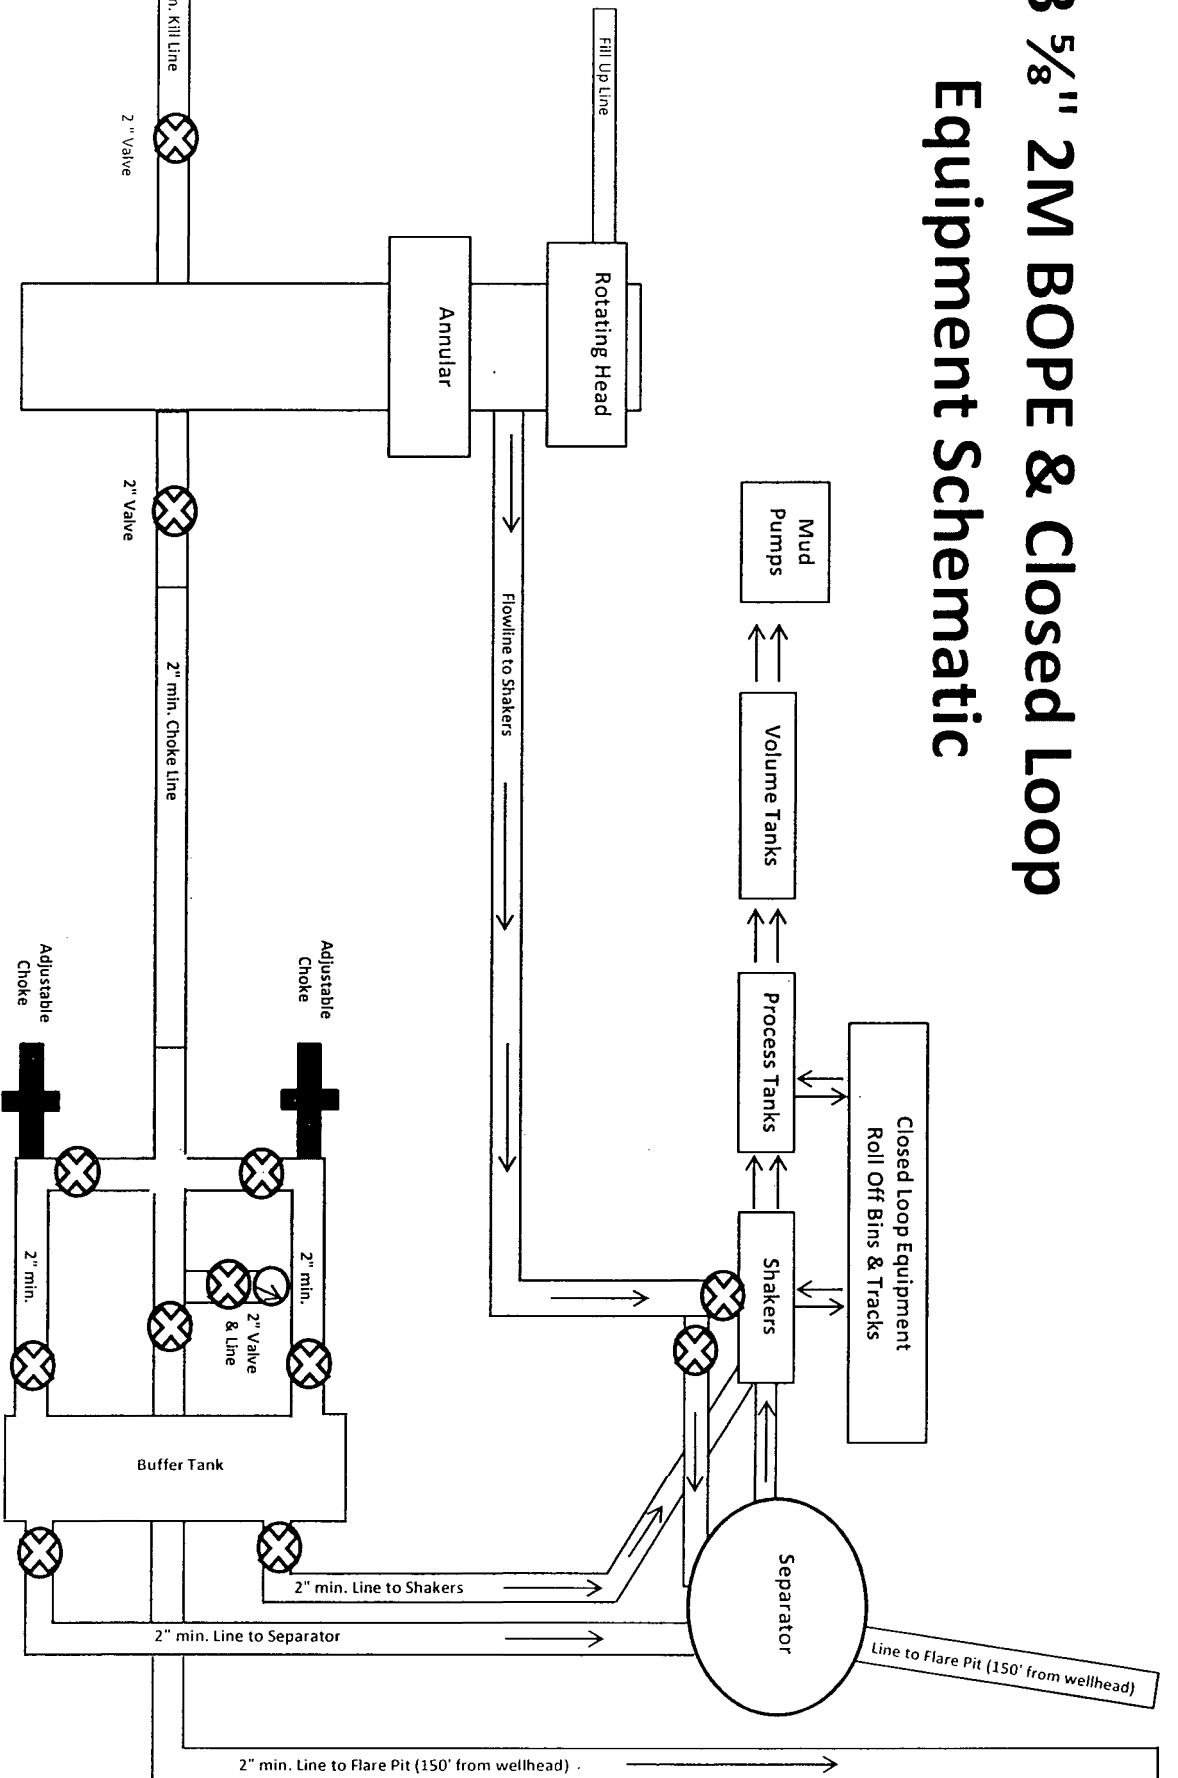 5⁄8" 2M BOPE & Closed Loop
Equipment Schematic
Fill Up Line
Rotating Head
Mud
Pumps
Volume Tanks
Process Tanks
Shakers
Closed Loop Equipment
Roll Off Bins & Tracks
Annular
Flowline to Shakers
Kill Line
2" Valve
2" Valve
2" min. Choke Line
Adjustable
Choke
Adjustable
Choke
2" min.
2" min.
2" Valve
& Line
Buffer Tank
Separator
2" min. Line to Shakers
2" min. Line to Separator
Line to Flare Pit (150' from wellhead)
2" min. Line to Flare Pit (150' from wellhead)